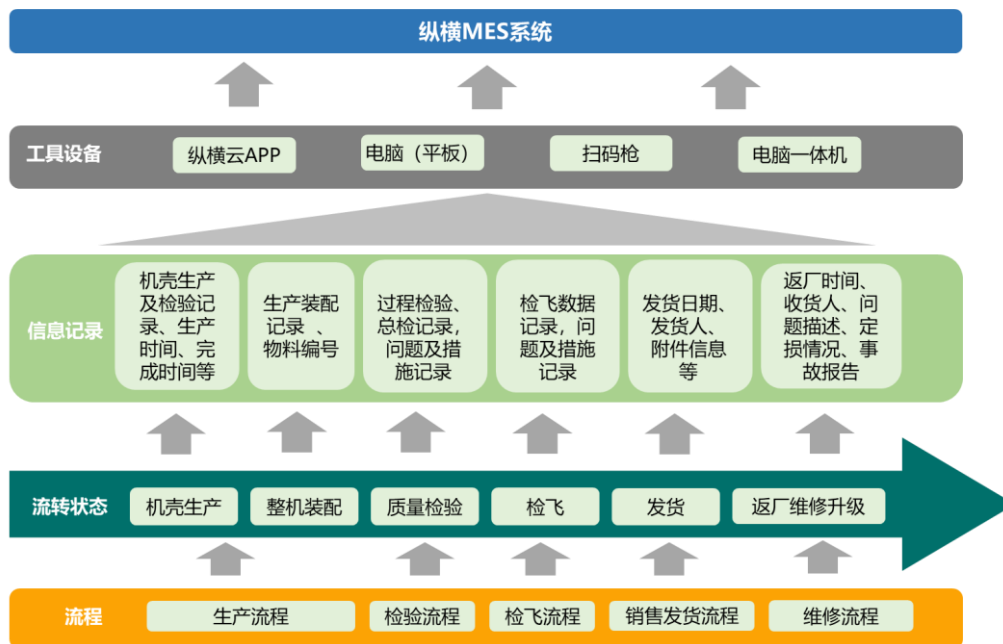 纵横MES系统
工具设备
纵横云APP
电脑（平板）
扫码枪
电脑一体机
信息记录
机壳生产
及检验记
录、生产
时间、完
成时间等
生产装配
记录 、
物料编号
过程检验、
总检记录，
问题及措
施记录
检飞数据
记录，问
题及措施
记录
发货日期、
发货人、
附件信息
等
返厂时间、
收货人、问
题描述、定
损情况、事
故报告
流转状态
机壳生产
整机装配
质量检验
检飞
发货
返厂维修升级
流程
生产流程
检验流程
检飞流程
销售发货流程
维修流程